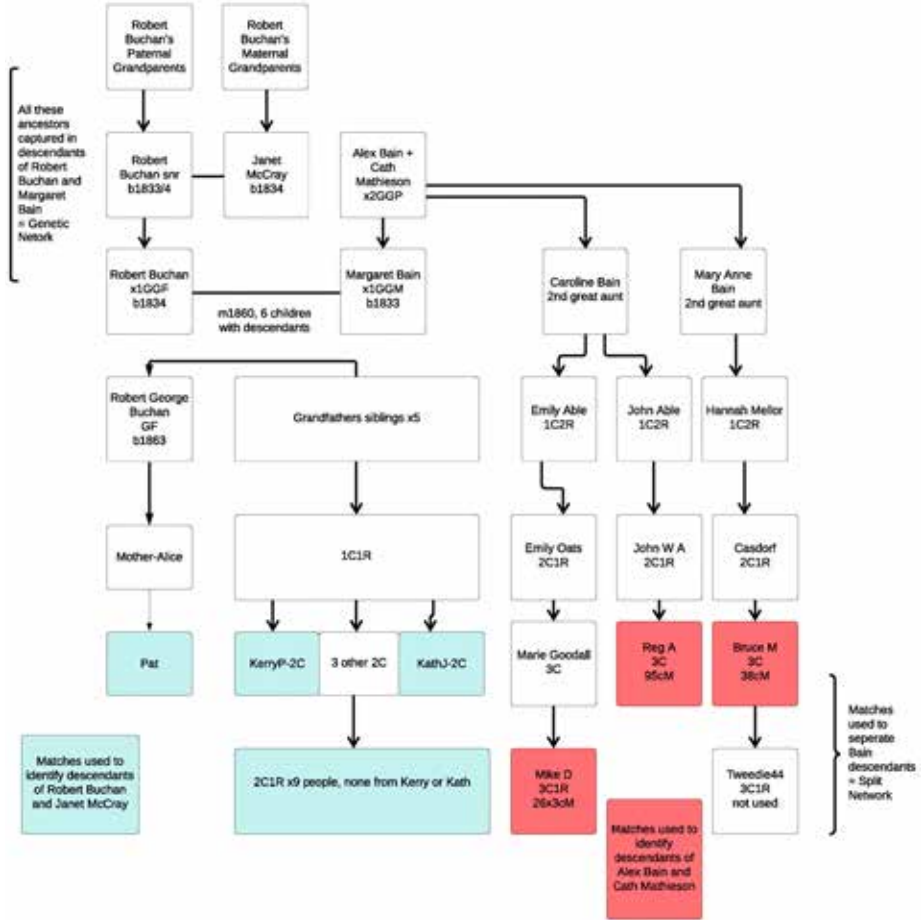 Robert
Buchan's
Paternal
Grandparents
Robert
Buchan's
Maternal
Grandparents
All these
ancestors
captured in
descendants
of Robert
Buchan and
Margaret
Bain
= Genetic
Netork
Robert
Buchan snr
b1833/4
Janet
McCray
b1834
Alex Bain +
Cath
Mathieson
x2GGP
Robert Buchan
x1GGF
b1834
m1860, 6 children
with descendants
Margaret Bain
x1GGM
b1833
Caroline Bain
2nd great aunt
Mary Anne
Bain
2nd great aunt
Robert George
Buchan
GF
b1863
Grandfathers siblings x5
Emily Able
1C2R
John Able
1C2R
Hannah Mellor
1C2R
Mother-Alice
1C1R
Emily Oats
2C1R
John W A
2C1R
Casdorf
2C1R
Pat
KerryP-2C
3 other 2C
KathJ-2C
Marie Goodall
3C
Reg A
3C
95cM
Bruce M
3C
38cM
Matches used to
identify descendants
of Robert Buchan
and Janet McCray
2C1R x9 people, none from Kerry or Kath
Mike D
3C1R
26x3cM
Matches used to
identify
descendants of
Alex Bain and
Cath Mathieson
Tweedie44
3C1R
not used
Matches
used to
seperate
Bain
descendants
= Split
Network